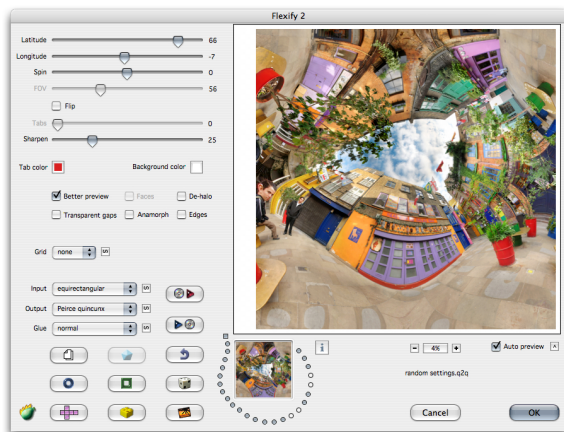 Flexify 2
Latitude 66
Longitude -7
Spin 0
FOV 56
Flip
Tabs 0
Sharpen 25
Tab color Background color
Better preview Faces De-halo
Transparent gaps Anamorph Edges
Grid none
Input equirectangular
Output Peirce quincunx
Glue normal
4% Auto preview
random settings.q2q
Cancel OK